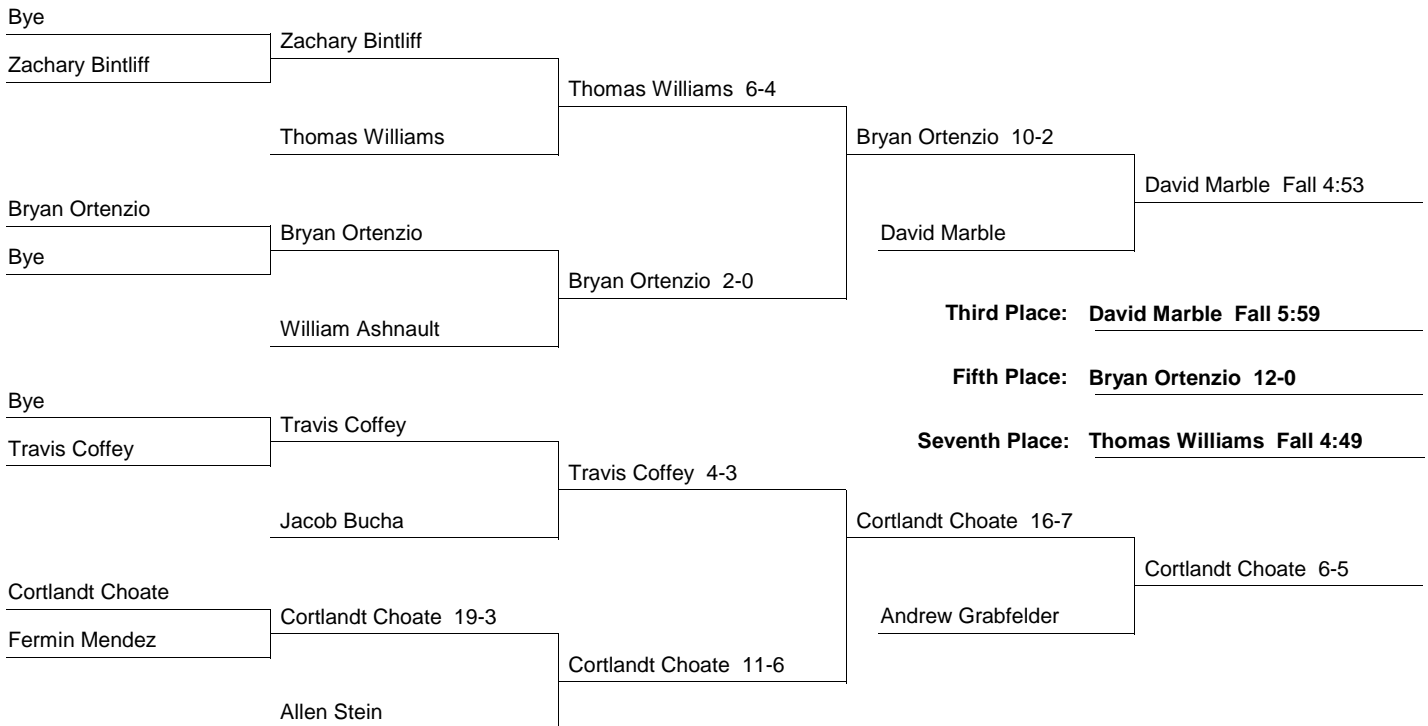 Bye
Zachary Bintliff
Zachary Bintliff
Thomas Williams 6-4
Thomas Williams
Bryan Ortenzio 10-2
David Marble Fall 4:53
Bryan Ortenzio
Bryan Ortenzio
David Marble
Bye
Bryan Ortenzio 2-0
Third Place: David Marble Fall 5:59
William Ashnault
Fifth Place: Bryan Ortenzio 12-0
Bye
Travis Coffey
Seventh Place: Thomas Williams Fall 4:49
Travis Coffey
Travis Coffey 4-3
Jacob Bucha
Cortlandt Choate 16-7
Cortlandt Choate 6-5
Cortlandt Choate
Cortlandt Choate 19-3
Andrew Grabfelder
Fermin Mendez
Cortlandt Choate 11-6
Allen Stein